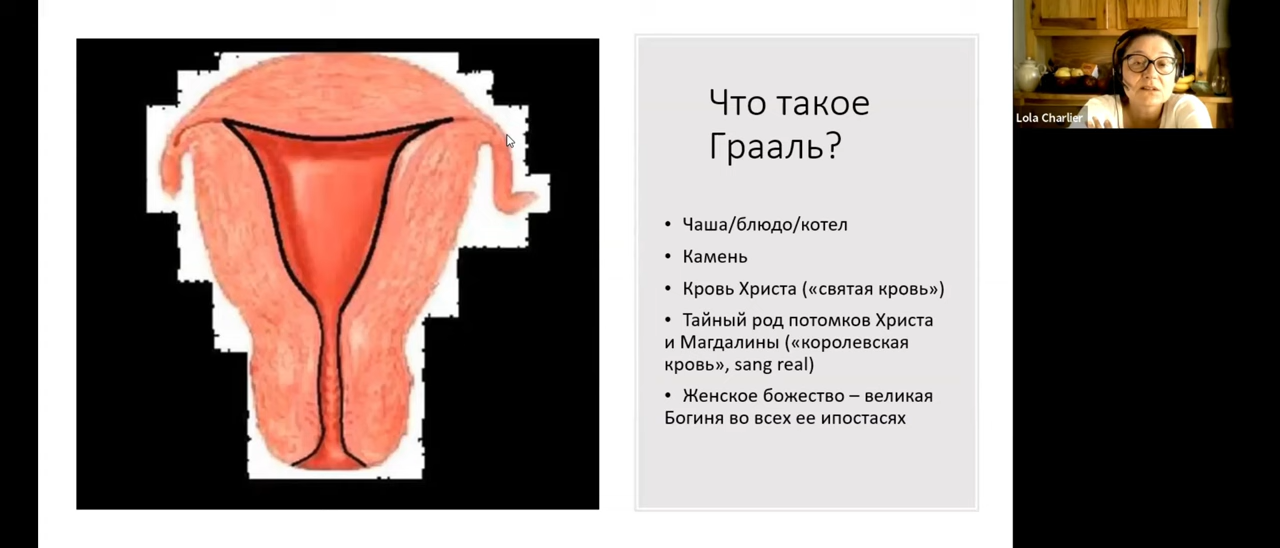 Что такое
Грааль?
• Чаша/блюдо/котел
• Камень
• Кровь Христа («святая кровь»)
• Тайный род потомков Христа
и Магдалины («королевская
кровь», sang real)
• Женское божество – великая
Богиня во всех ее ипостасях
Lola Charlier